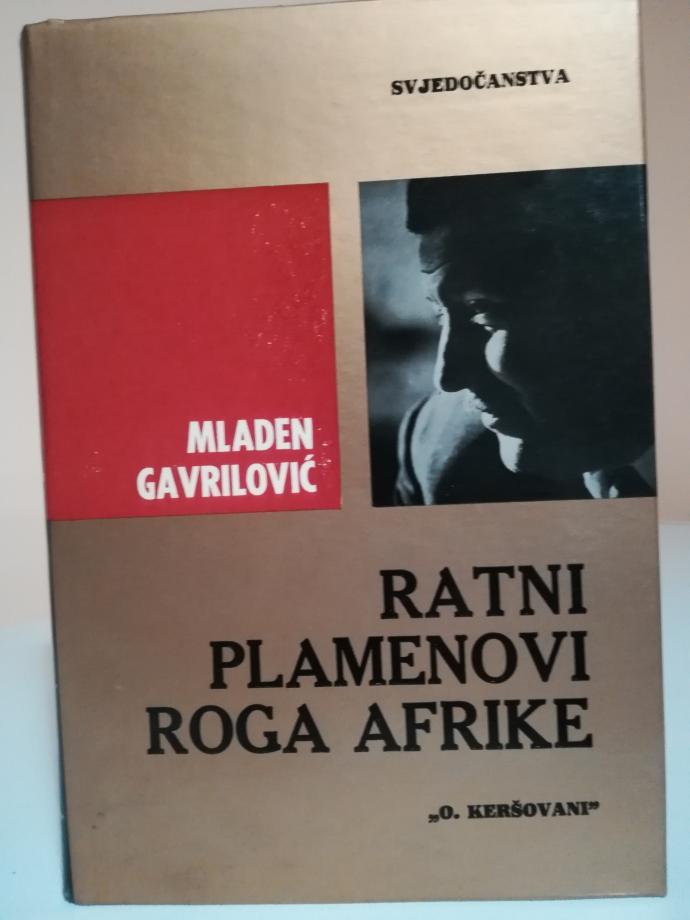 SVJEDOČANSTVA
MLADEN
GAVRILOVIĆ
RATNI
PLAMENOVI
ROGA AFRIKE
„O. KERŠOVANI”